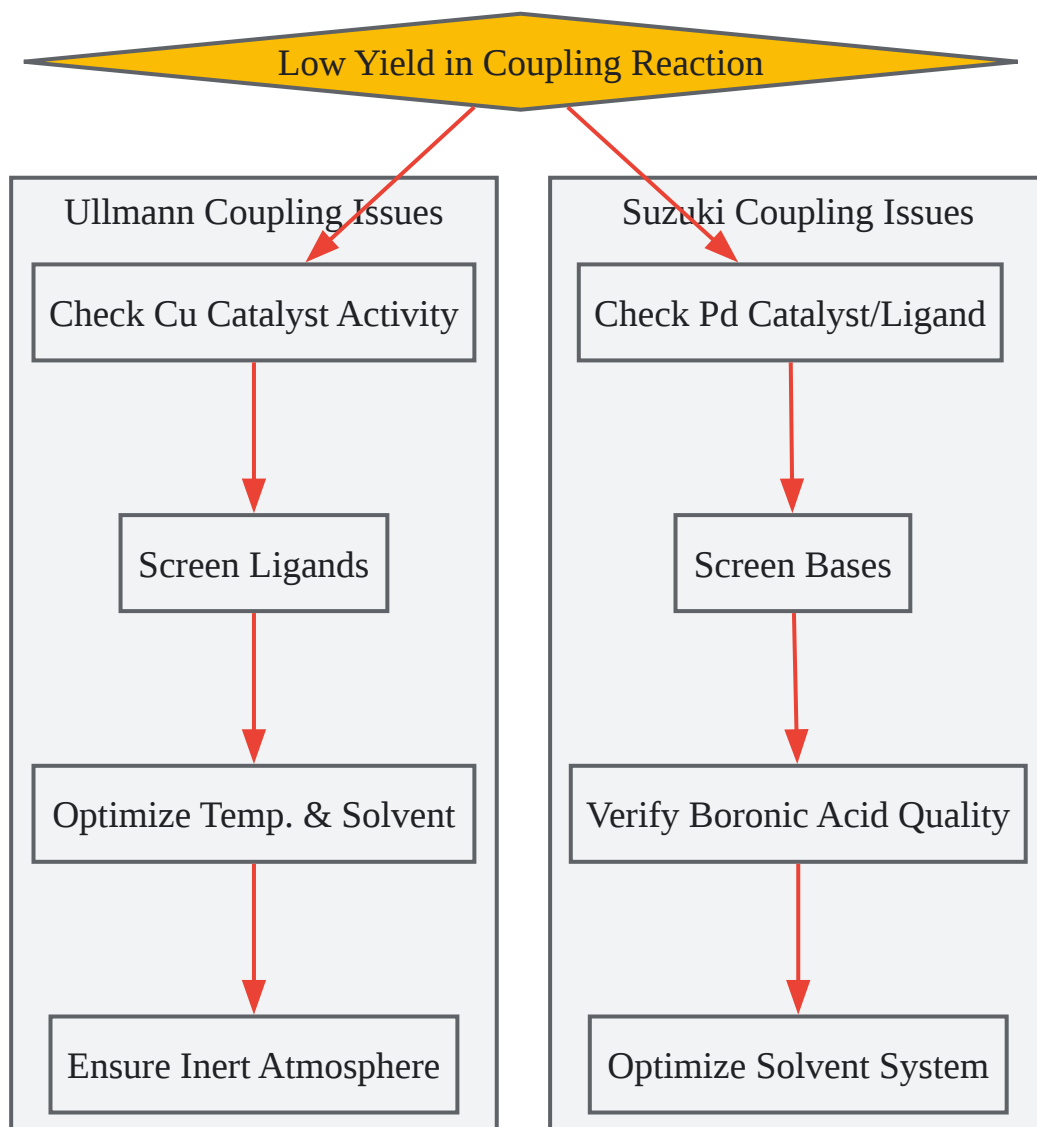 Low Yield in Coupling Reaction
Ullmann Coupling Issues
Check Cu Catalyst Activity
Screen Ligands
Optimize Temp. & Solvent
Ensure Inert Atmosphere
Suzuki Coupling Issues
Check Pd Catalyst/Ligand
Screen Bases
Verify Boronic Acid Quality
Optimize Solvent System